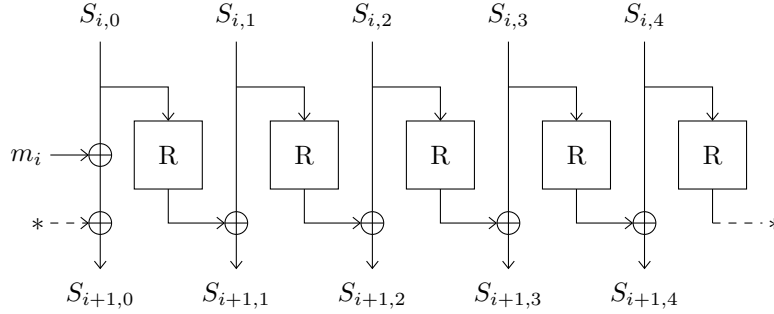 S_{i,0} S_{i,1} S_{i,2} S_{i,3} S_{i,4}
R R R R R
m_i
* *
S_{i+1,0} S_{i+1,1} S_{i+1,2} S_{i+1,3} S_{i+1,4}